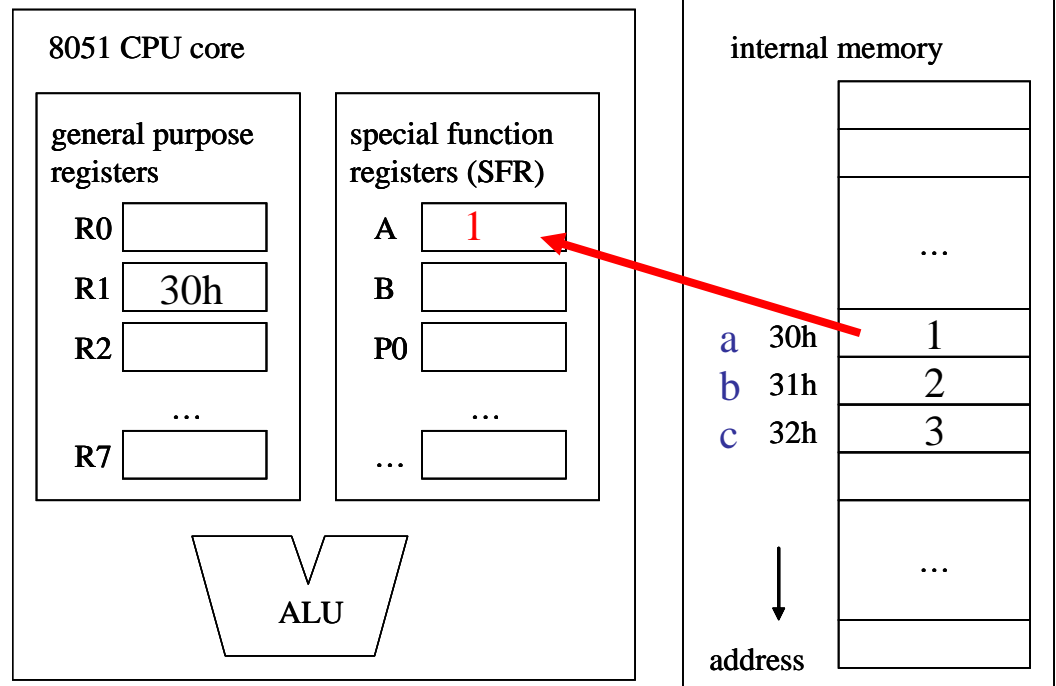 8051 CPU core
general purpose
registers
R0
R1 30h
R2
...
R7
special function
registers (SFR)
A 1
B
P0
...
...
ALU
internal memory
...
a 30h 1
b 31h 2
c 32h 3
...
address